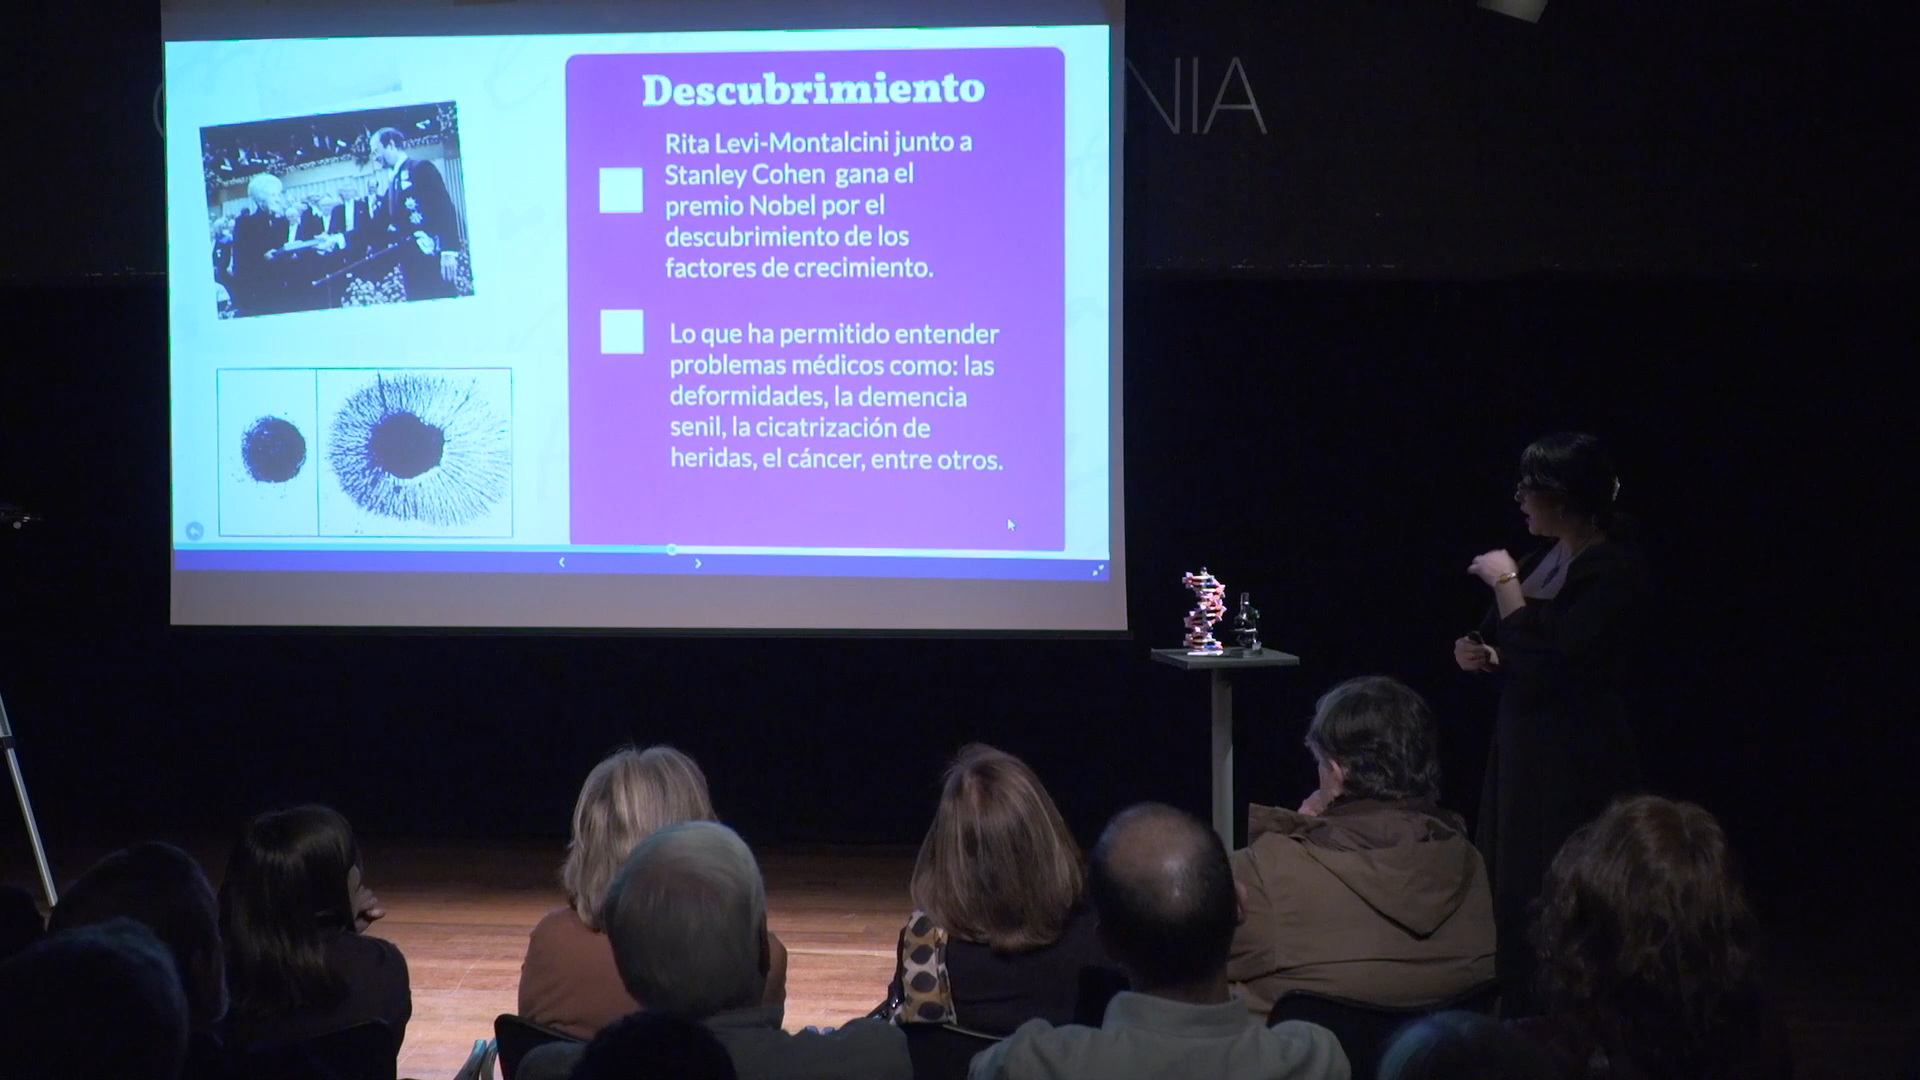 Descubrimiento
Rita Levi-Montalcini junto a
Stanley Cohen gana el
premio Nobel por el
descubrimiento de los
factores de crecimiento.
Lo que ha permitido entender
problemas médicos como: las
deformidades, la demencia
senil, la cicatrización de
heridas, el cáncer, entre otros.
NIA